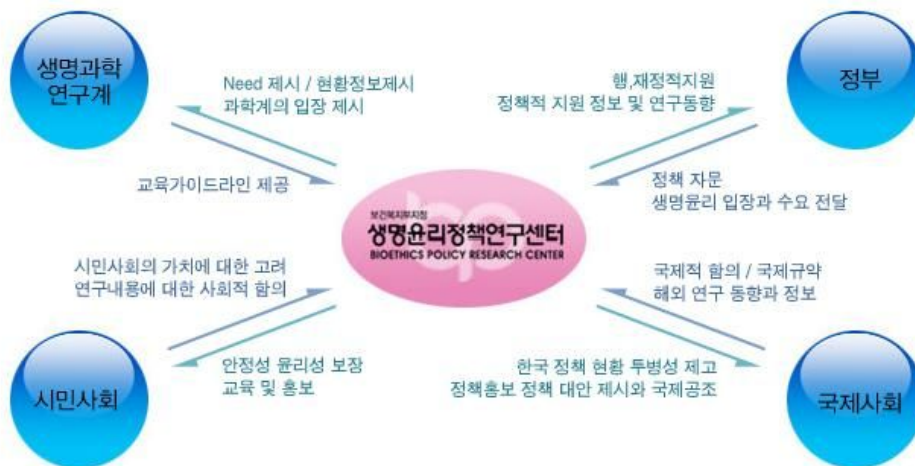 생명과학
연구계
Need 제시 / 현황정보제시
과학계의 입장 제시
행,재정적지원
정책적 지원 정보 및 연구동향
정부
교육가이드라인 제공
정책 자문
생명윤리 입장과 수요 전달
보건복지부지정
생명윤리정책연구센터
BIOETHICS POLICY RESEARCH CENTER
시민사회의 가치에 대한 고려
연구내용에 대한 사회적 합의
국제적 합의 / 국제규약
해외 연구 동향과 정보
시민사회
안정성 윤리성 보장
교육 및 홍보
한국 정책 현황 투병성 제고
정책홍보 정책 대안 제시와 국제공조
국제사회